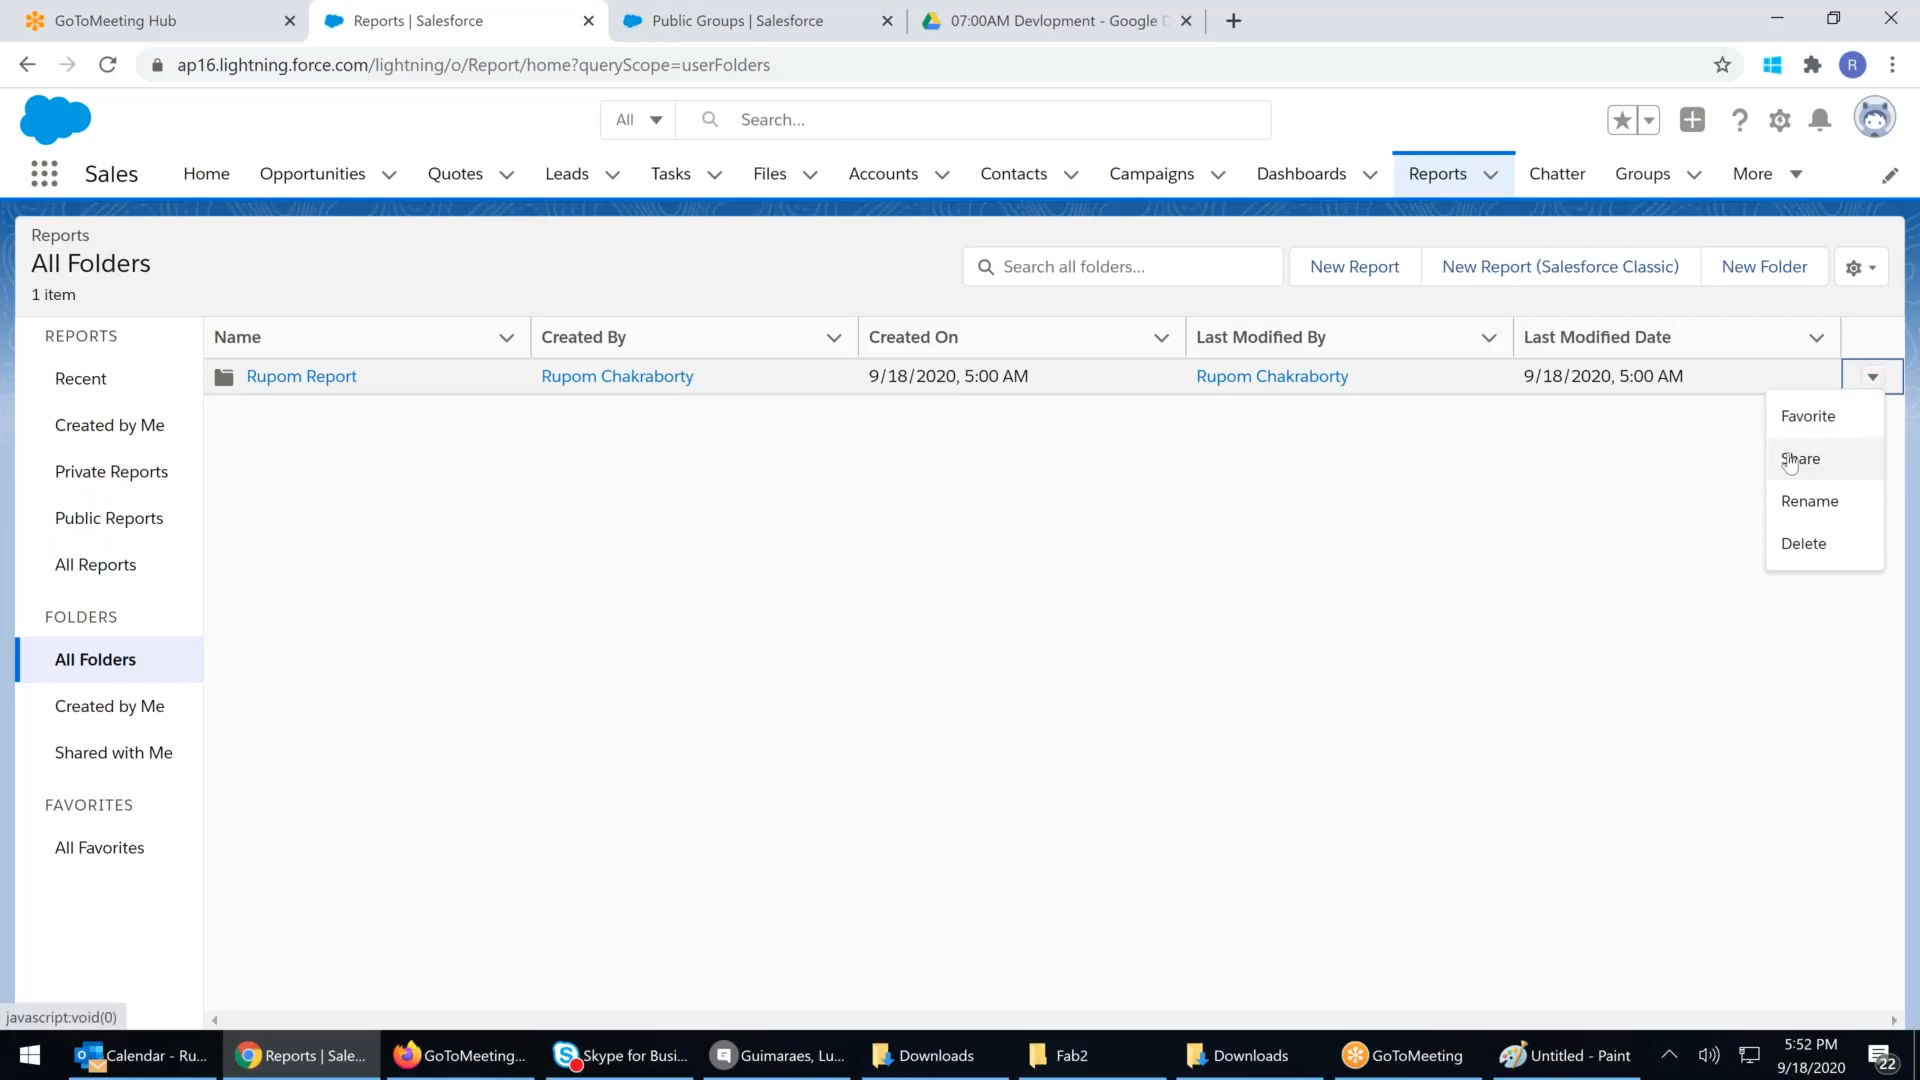 GoToMeeting Hub
Reports | Salesforce
Public Groups | Salesforce
07:00AM Devlopment - Google D
ap16.lightning.force.com/lightning/o/Report/home?queryScope=userFolders
R
All
Search...
Sales
Home
Opportunities
Quotes
Leads
Tasks
Files
Accounts
Contacts
Campaigns
Dashboards
Reports
Chatter
Groups
More
Reports
All Folders
1 item
Search all folders...
New Report
New Report (Salesforce Classic)
New Folder
REPORTS
Recent
Created by Me
Private Reports
Public Reports
All Reports
FOLDERS
All Folders
Created by Me
Shared with Me
FAVORITES
All Favorites
Name
Created By
Created On
Last Modified By
Last Modified Date
Rupom Report
Rupom Chakraborty
9/18/2020, 5:00 AM
Rupom Chakraborty
9/18/2020, 5:00 AM
Favorite
Share
Rename
Delete
javascript:void(0)
Calendar - Ru...
Reports | Sale...
GoToMeeting...
Skype for Busi...
Guimaraes, Lu...
Downloads
Fab2
Downloads
GoToMeeting
Untitled - Paint
5:52 PM
9/18/2020
22